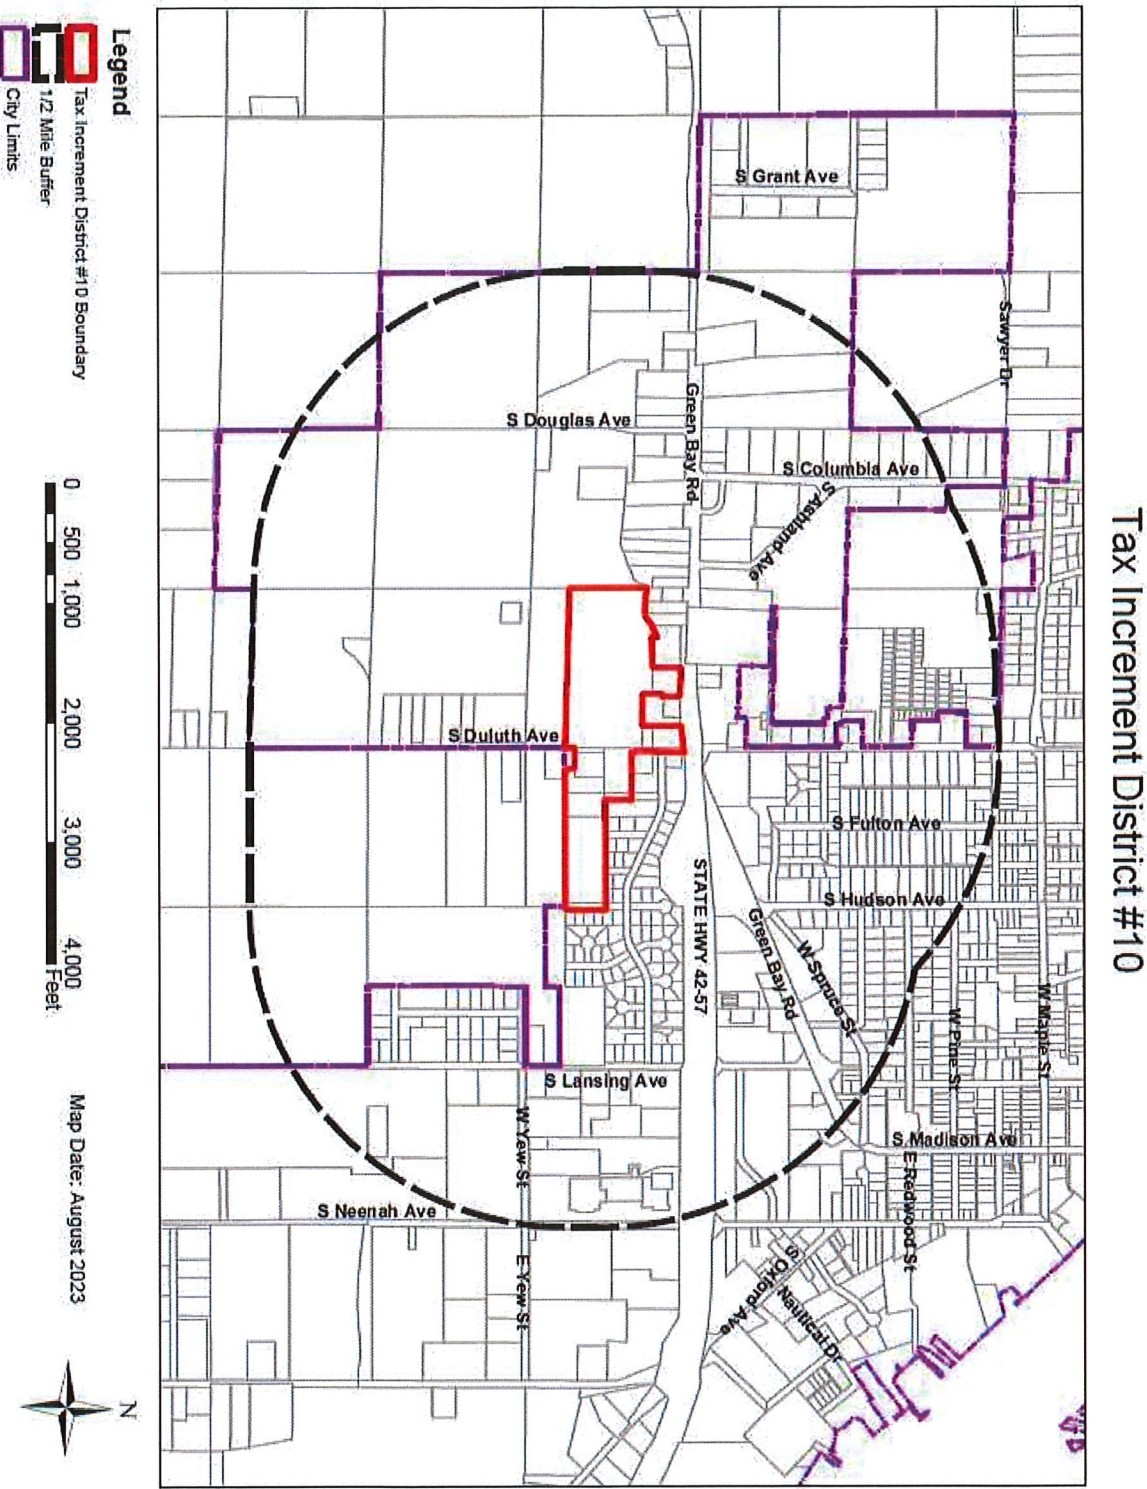 Tax Increment District #10
S Grant Ave
Sawyer Dr
Green Bay Rd
S Douglas Ave
S Columbia Ave
S Ashland Ave
S Duluth Ave
S Fulton Ave
S Hudson Ave
STATE HWY 42-57
Green Bay Rd
W Spruce St
W Pine St
W Maple St
S Lansing Ave
W Yew St
S Madison Ave
E Redwood St
S Neenah Ave
E Yew St
S Oxford Ave
Nautical Dr
Legend
Tax Increment District #10 Boundary
1/2 Mile Buffer
City Limits
0 500 1,000 2,000 3,000 4,000
Feet
Map Date: August 2023
N